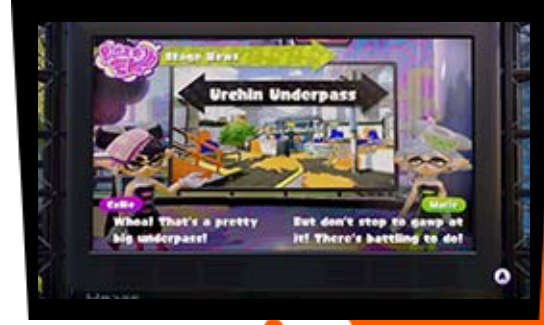 Stage News
Urchin Underpass
Callie
Marie
Whoa! That's a pretty
big underpass!
But don't stop to gawp at
it! There's battling to do!
A